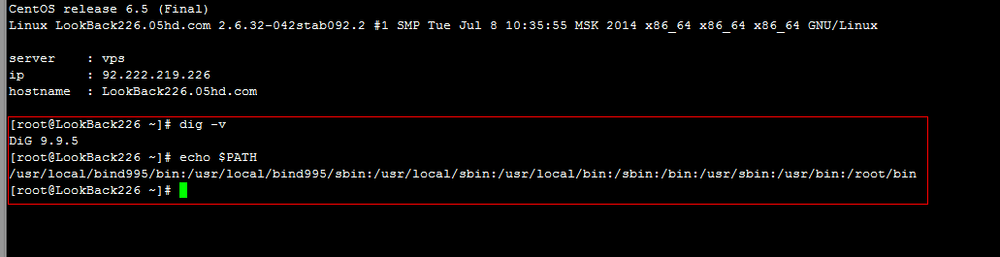 CentOS release 6.5 (Final)
Linux LookBack226.05hd.com 2.6.32-042stab092.2 #1 SMP Tue Jul 8 10:35:55 MSK 2014 x86_64 x86_64 x86_64 GNU/Linux
server    : vps
ip        : 92.222.219.226
hostname  : LookBack226.05hd.com
[root@LookBack226 ~]# dig -v
DiG 9.9.5
[root@LookBack226 ~]# echo $PATH
/usr/local/bind995/bin:/usr/local/bind995/sbin:/usr/local/sbin:/usr/local/bin:/sbin:/bin:/usr/sbin:/usr/bin:/root/bin
[root@LookBack226 ~]#